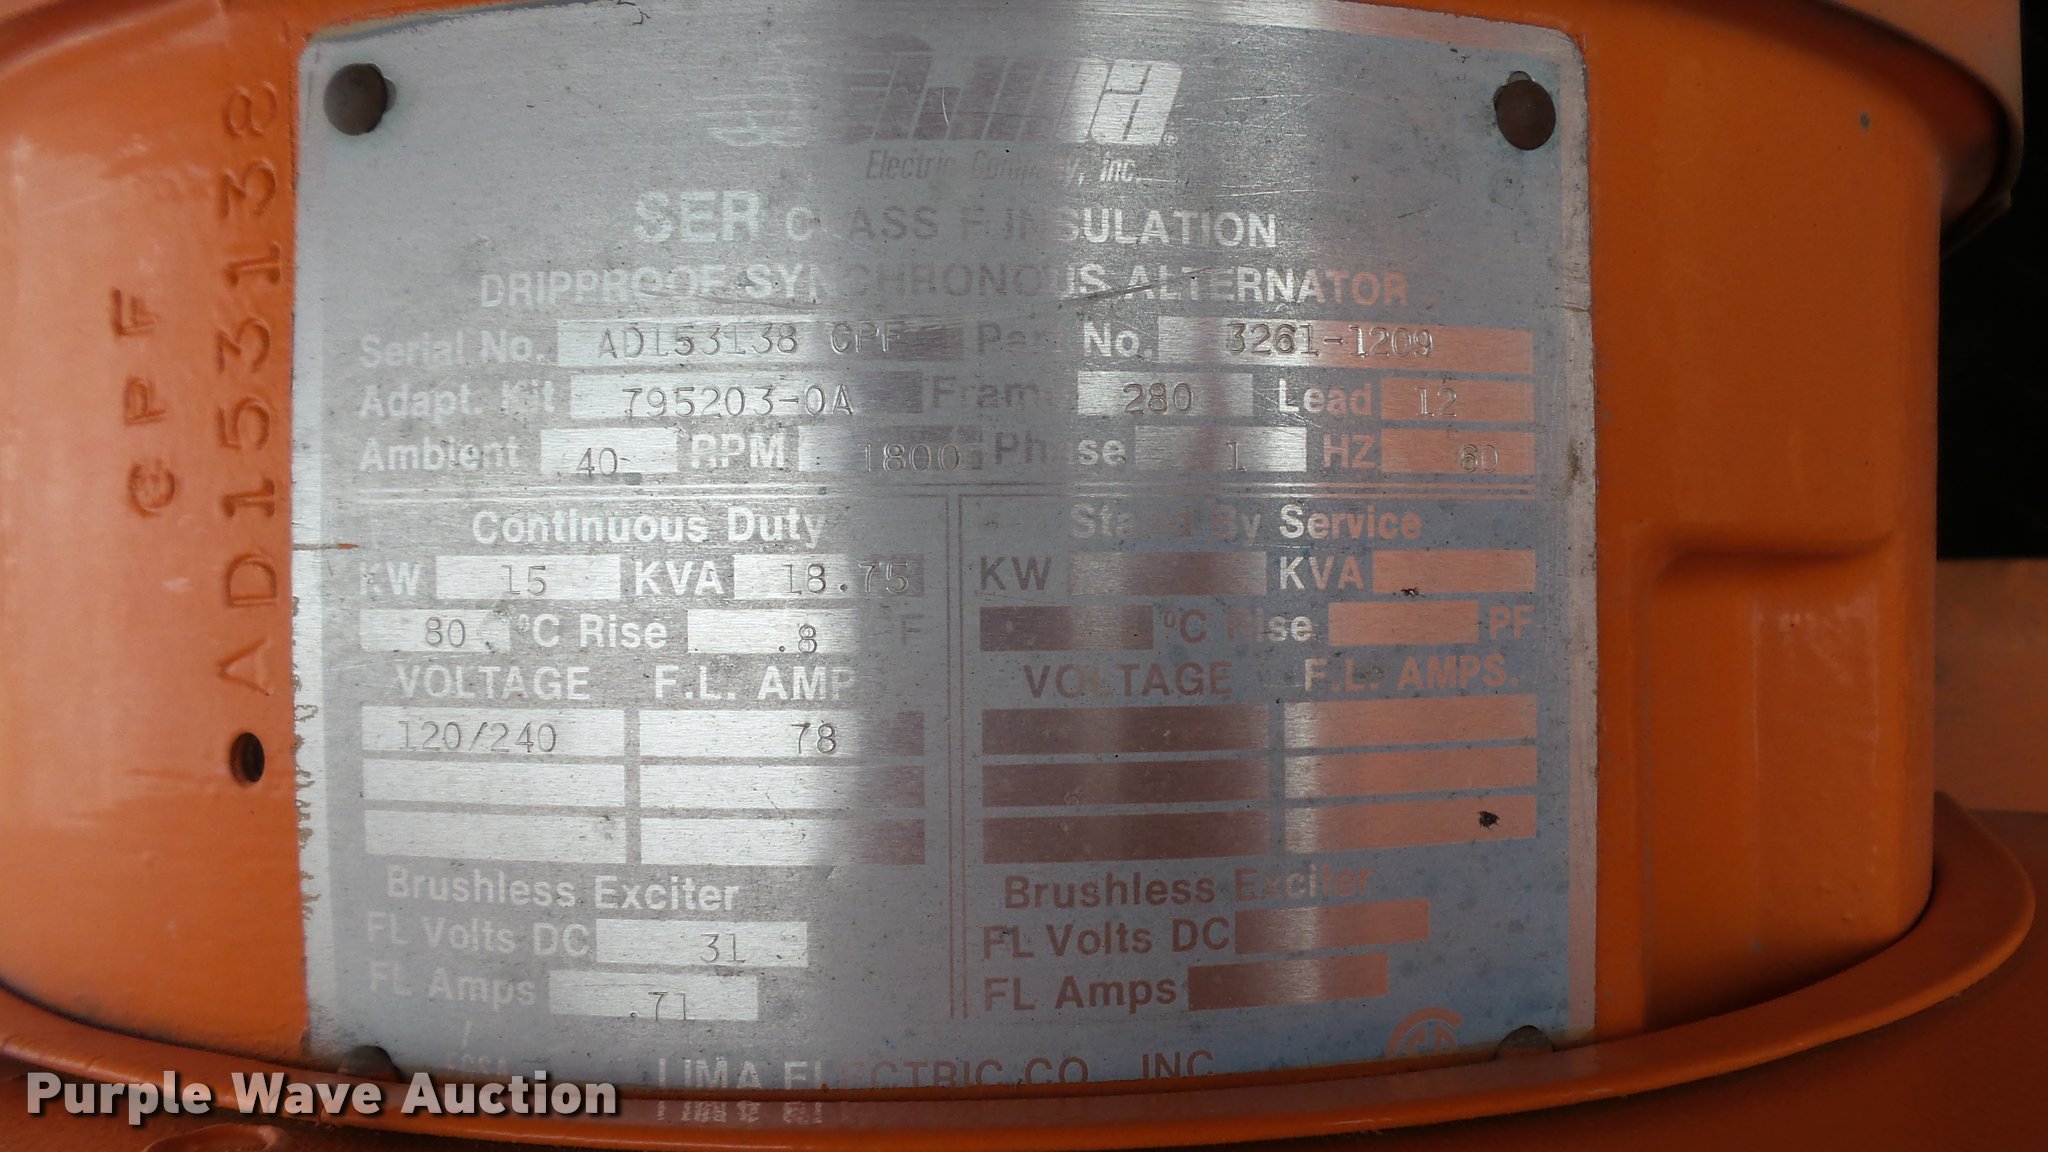 Lima®
Electric Company, Inc.
SER CLASS F INSULATION
DRIPPROOF SYNCHRONOUS ALTERNATOR
Serial No. AD153138 GPF Part No. 3261-1209
Adapt. Kit 795203-0A Frame 280 Lead 12
Ambient 40 RPM 1800 Phase 1 HZ 60
Continuous Duty
KW 15 KVA 18.75
80 °C Rise .8 PF
VOLTAGE F.L. AMPS.
120/240 78
Brushless Exciter
FL Volts DC 31
FL Amps .71
Stand By Service
KW KVA
°C Rise PF
VOLTAGE F.L. AMPS.
Brushless Exciter
FL Volts DC
FL Amps
LIMA ELECTRIC CO. INC
AD153138
GPF
Purple Wave Auction